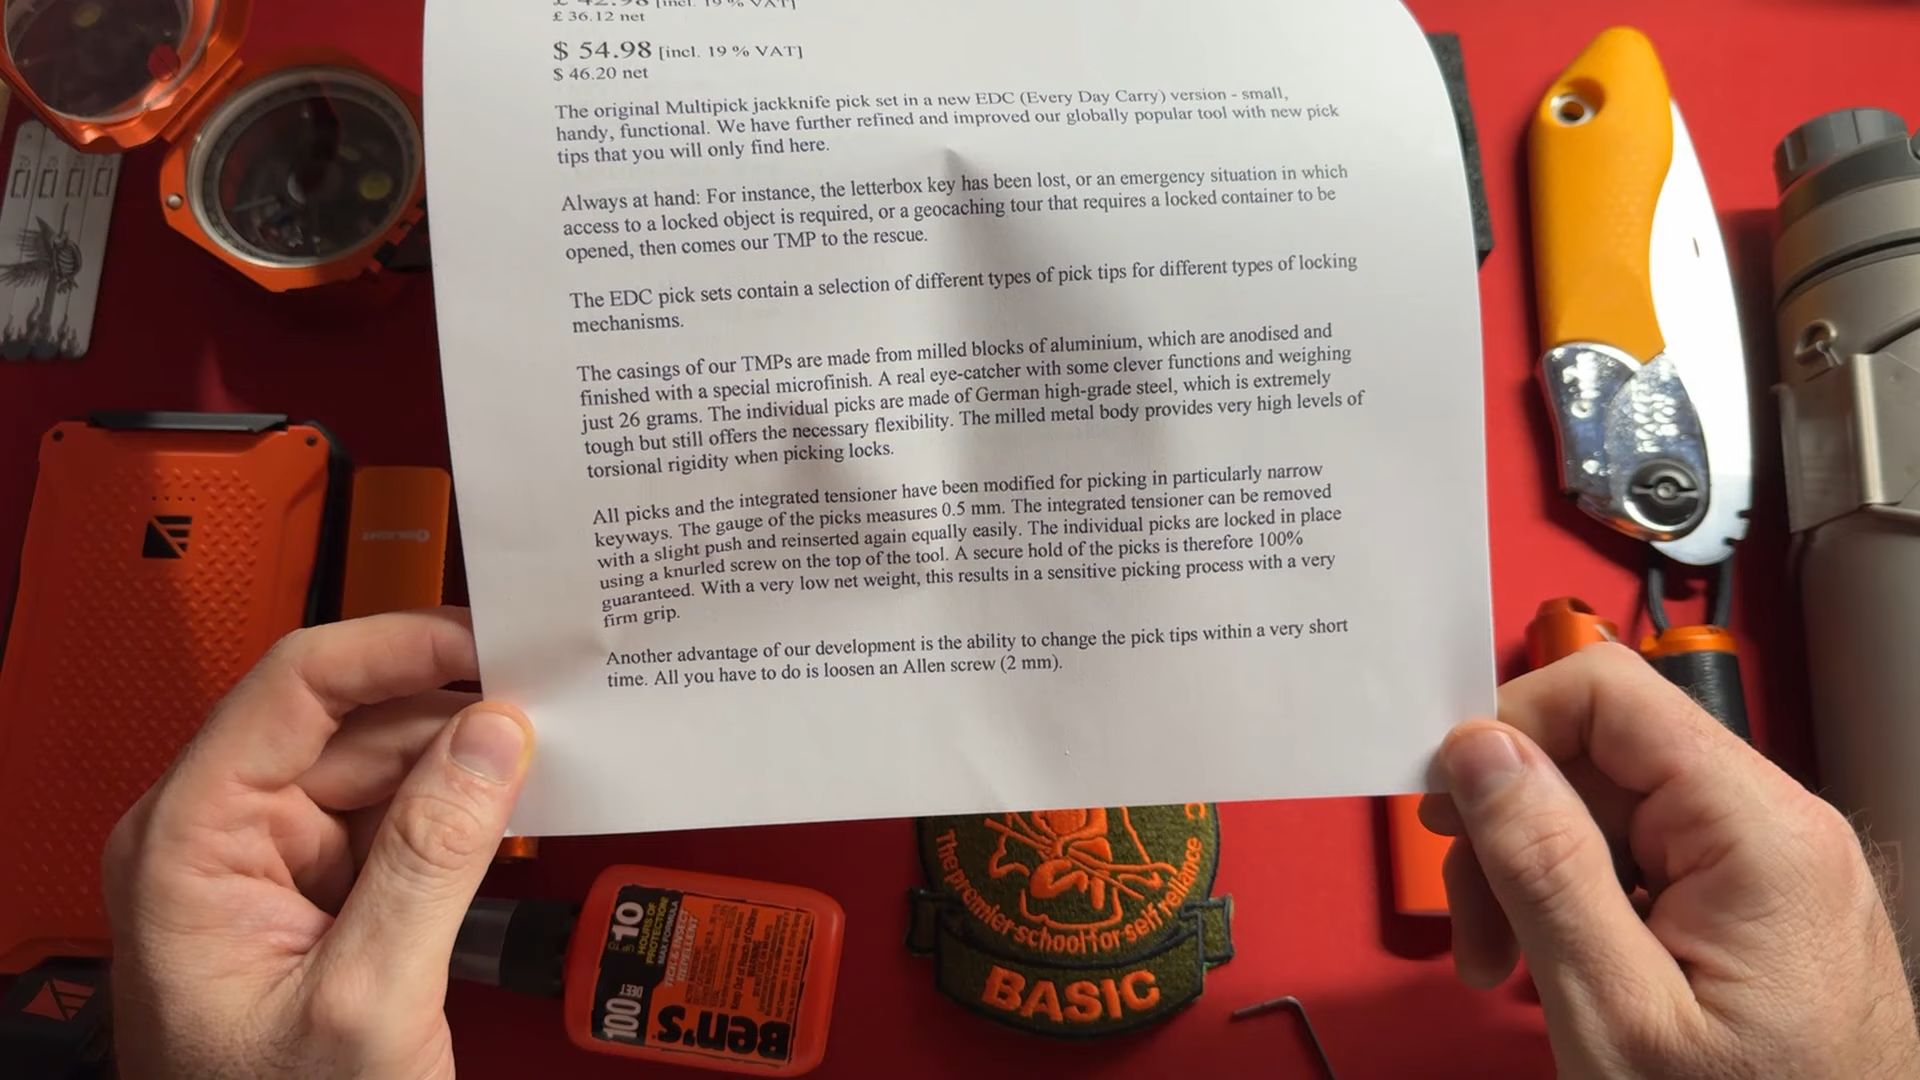 £ 42.98 [incl. 19 % VAT]
£ 36.12 net
$ 54.98 [incl. 19 % VAT]
$ 46.20 net
The original Multipick jackknife pick set in a new EDC (Every Day Carry) version - small,
handy, functional. We have further refined and improved our globally popular tool with new pick
tips that you will only find here.
Always at hand: For instance, the letterbox key has been lost, or an emergency situation in which
access to a locked object is required, or a geocaching tour that requires a locked container to be
opened, then comes our TMP to the rescue.
The EDC pick sets contain a selection of different types of pick tips for different types of locking
mechanisms.
The casings of our TMPs are made from milled blocks of aluminium, which are anodised and
finished with a special microfinish. A real eye-catcher with some clever functions and weighing
just 26 grams. The individual picks are made of German high-grade steel, which is extremely
tough but still offers the necessary flexibility. The milled metal body provides very high levels of
torsional rigidity when picking locks.
All picks and the integrated tensioner have been modified for picking in particularly narrow
keyways. The gauge of the picks measures 0.5 mm. The integrated tensioner can be removed
with a slight push and reinserted again equally easily. The individual picks are locked in place
using a knurled screw on the top of the tool. A secure hold of the picks is therefore 100%
guaranteed. With a very low net weight, this results in a sensitive picking process with a very
firm grip.
Another advantage of our development is the ability to change the pick tips within a very short
time. All you have to do is loosen an Allen screw (2 mm).
The premier school for self reliance
BASIC
10
HOURS OF
PROTECTION
MAX FORMULA
TICK & INSECT
REPELLENT
100
DEET
Ben's